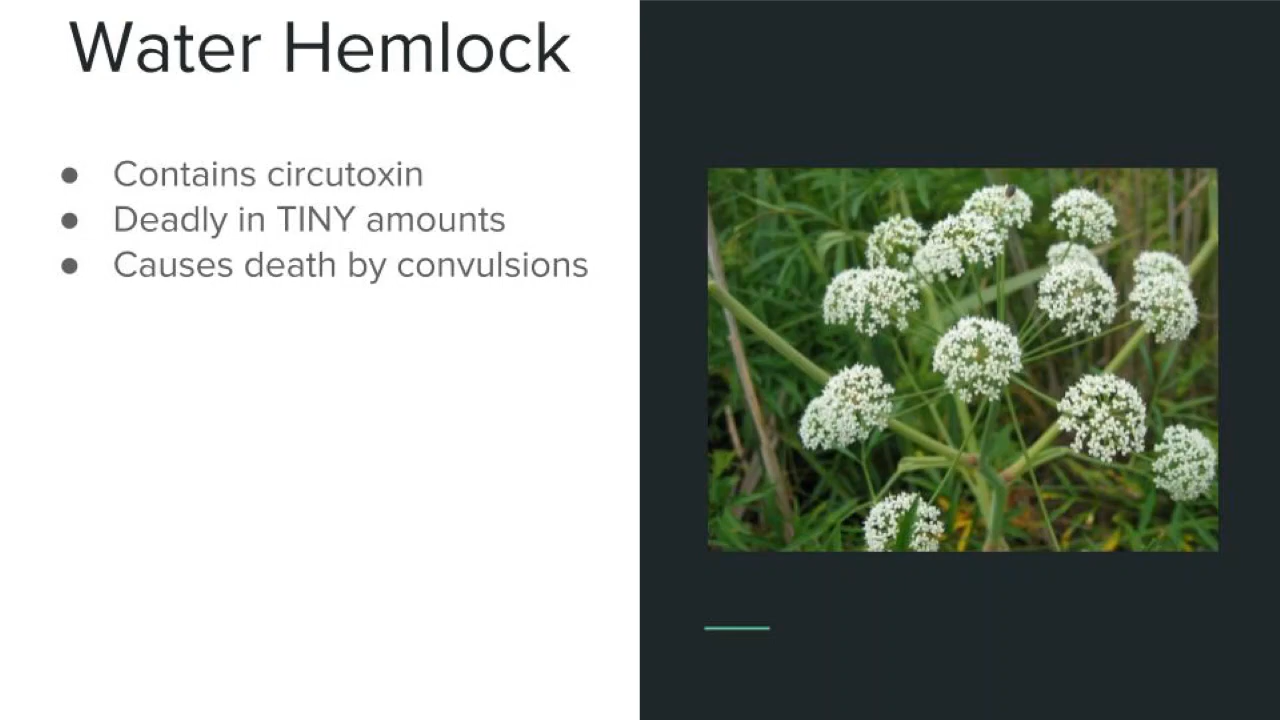 Water Hemlock
● Contains circutoxin
● Deadly in TINY amounts
● Causes death by convulsions